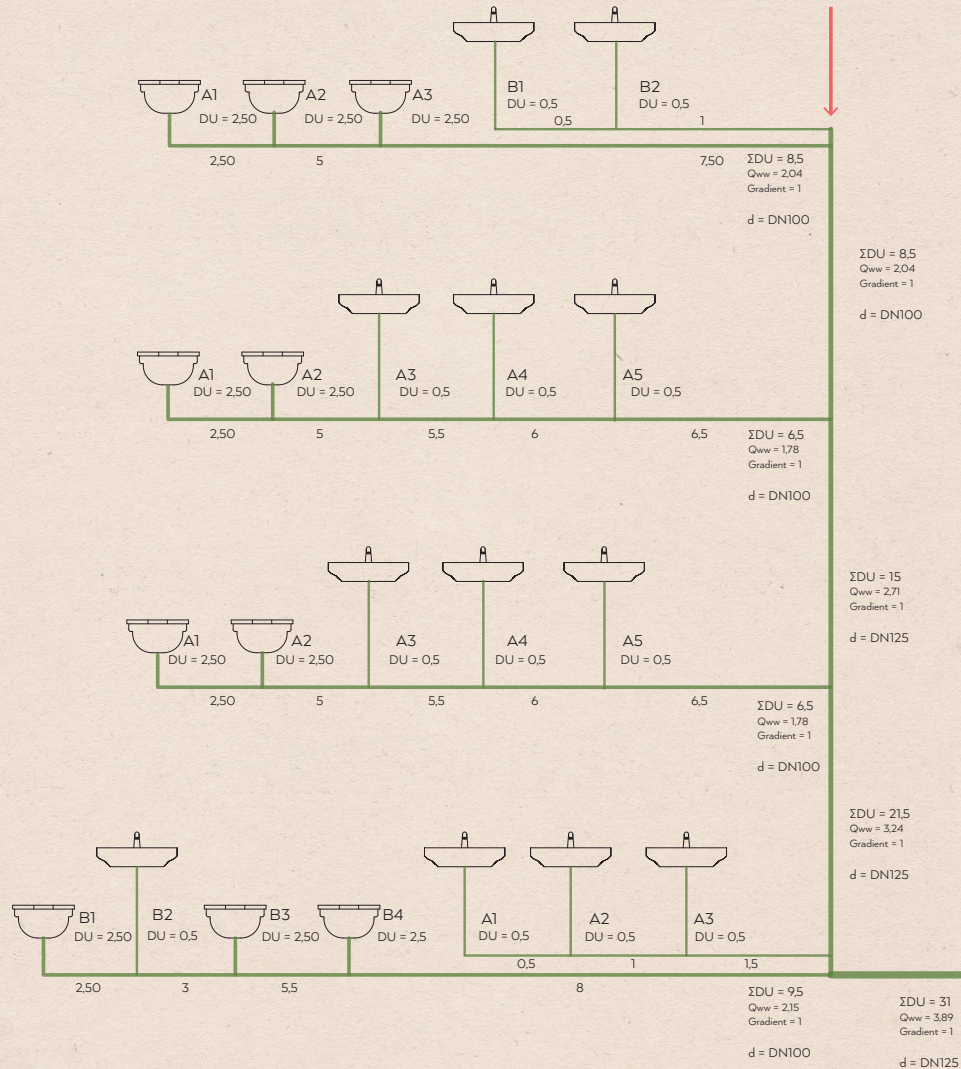 B1
DU = 0,5
B2
DU = 0,5
A1
DU = 2,50
A2
DU = 2,50
A3
DU = 2,50
0,5
1
2,50
5
7,50
ΣDU = 8,5
Qww = 2,04
Gradient = 1
d = DN100
ΣDU = 8,5
Qww = 2,04
Gradient = 1
d = DN100
A1
DU = 2,50
A2
DU = 2,50
A3
DU = 0,5
A4
DU = 0,5
A5
DU = 0,5
2,50
5
5,5
6
6,5
ΣDU = 6,5
Qww = 1,78
Gradient = 1
d = DN100
ΣDU = 15
Qww = 2,71
Gradient = 1
d = DN125
A1
DU = 2,50
A2
DU = 2,50
A3
DU = 0,5
A4
DU = 0,5
A5
DU = 0,5
2,50
5
5,5
6
6,5
ΣDU = 6,5
Qww = 1,78
Gradient = 1
d = DN100
ΣDU = 21,5
Qww = 3,24
Gradient = 1
d = DN125
B1
DU = 2,50
B2
DU = 0,5
B3
DU = 2,50
B4
DU = 2,5
A1
DU = 0,5
A2
DU = 0,5
A3
DU = 0,5
0,5
1
1,5
2,50
3
5,5
8
ΣDU = 9,5
Qww = 2,15
Gradient = 1
d = DN100
ΣDU = 31
Qww = 3,89
Gradient = 1
d = DN125